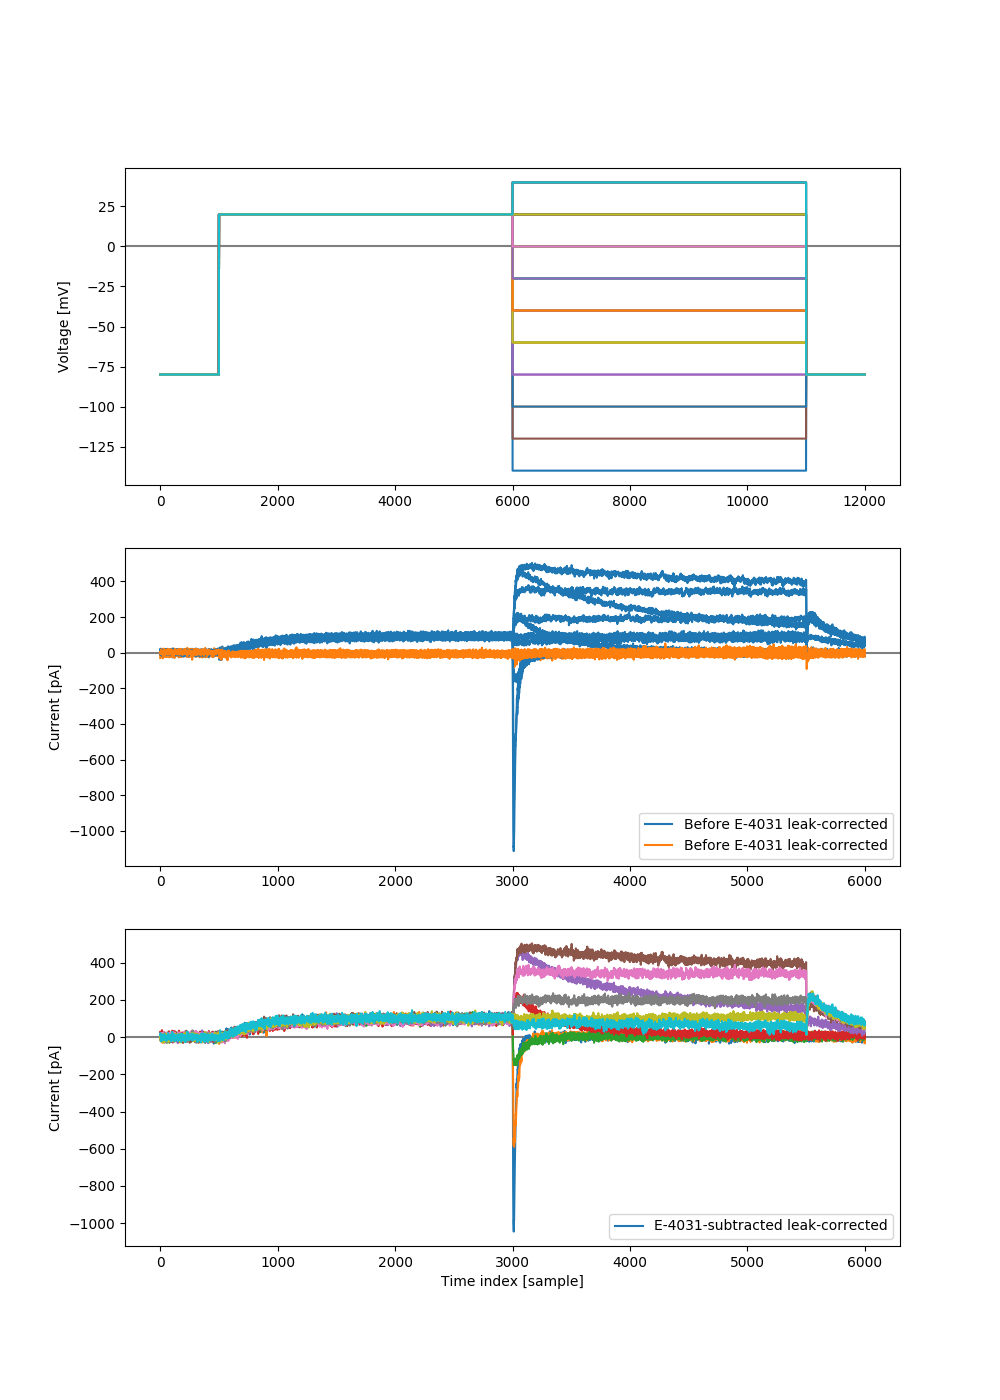 25
0
−25
−50
−75
−100
−125
Voltage [mV]
0 2000 4000 6000 8000 10000 12000
400
200
0
−200
−400
−600
−800
−1000
Current [pA]
Before E-4031 leak-corrected
Before E-4031 leak-corrected
0 1000 2000 3000 4000 5000 6000
400
200
0
−200
−400
−600
−800
−1000
Current [pA]
E-4031-subtracted leak-corrected
0 1000 2000 3000 4000 5000 6000
Time index [sample]